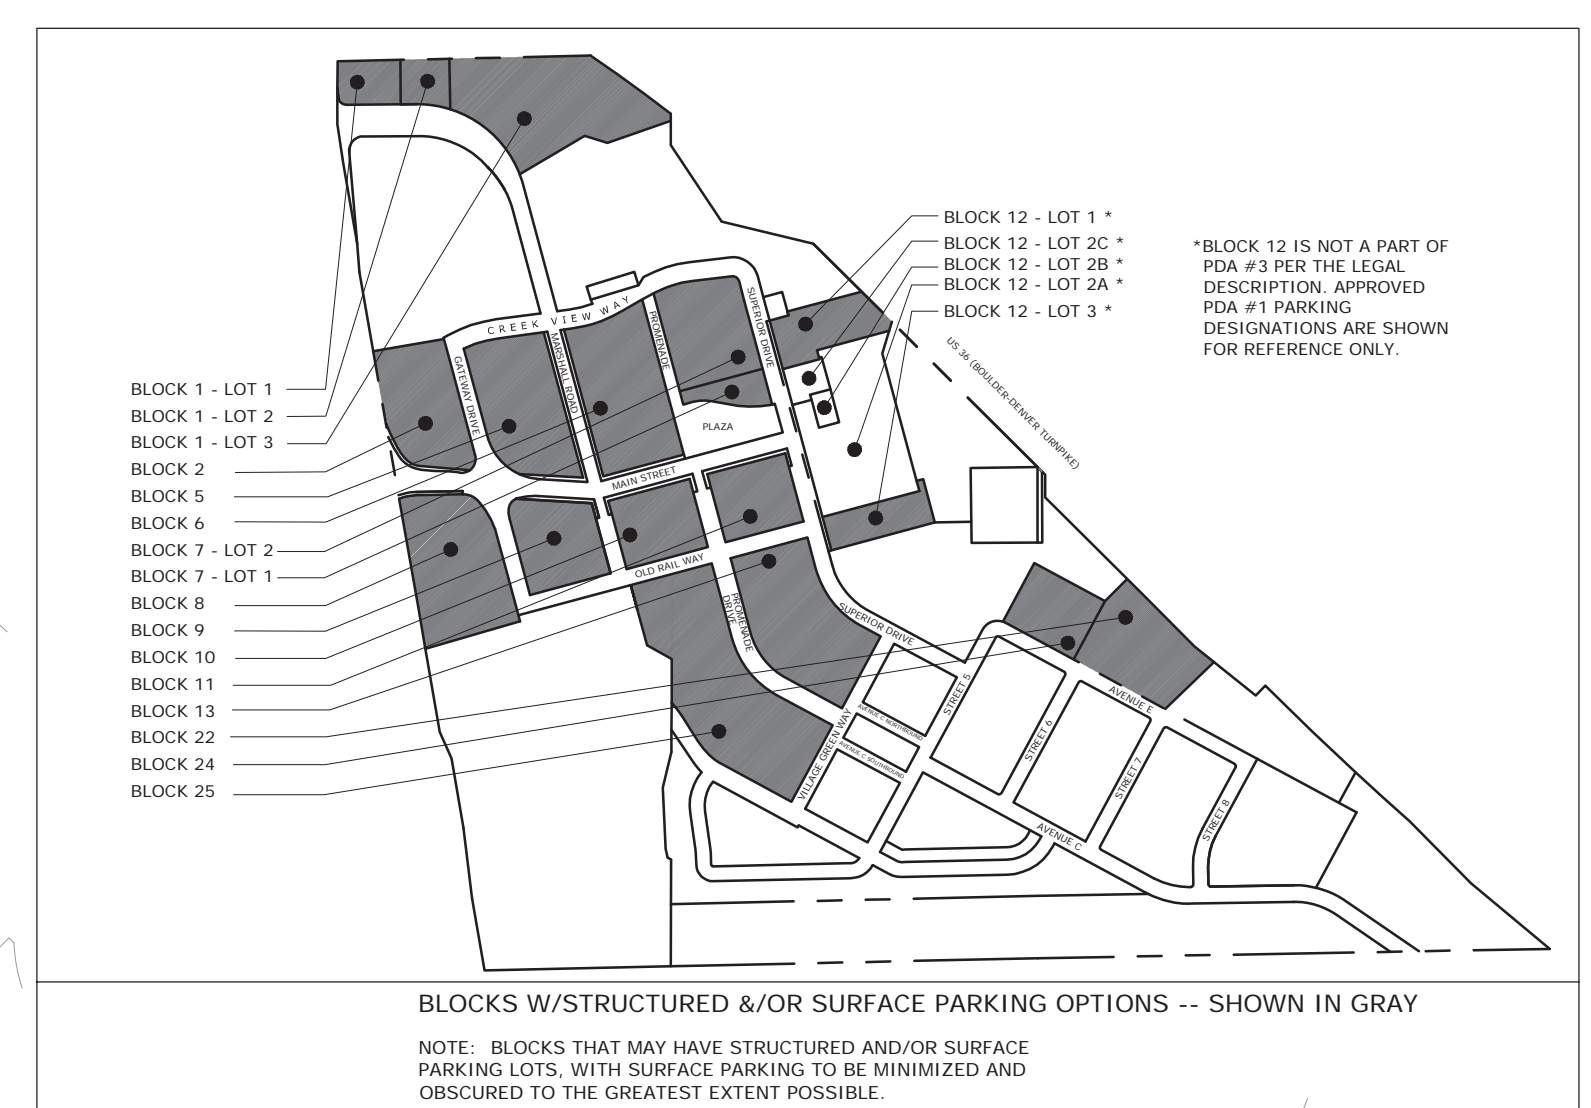 BLOCK 12 - LOT 1 *
BLOCK 12 - LOT 2C *
BLOCK 12 - LOT 2B *
BLOCK 12 - LOT 2A *
BLOCK 12 - LOT 3 *
*BLOCK 12 IS NOT A PART OF
PDA #3 PER THE LEGAL
DESCRIPTION. APPROVED
PDA #1 PARKING
DESIGNATIONS ARE SHOWN
FOR REFERENCE ONLY.
US 36 (BOULDER-DENVER TURNPIKE)
CREEK VIEW WAY
SUPERIOR DRIVE
PROMENADE
MARSHALL ROAD
GATEWAY DRIVE
PLAZA
MAIN STREET
OLD RAIL WAY
PROMENADE
DRIVE
SUPERIOR DRIVE
BLOCK 1 - LOT 1
BLOCK 1 - LOT 2
BLOCK 1 - LOT 3
BLOCK 2
BLOCK 5
BLOCK 6
BLOCK 7 - LOT 2
BLOCK 7 - LOT 1
BLOCK 8
BLOCK 9
BLOCK 10
BLOCK 11
BLOCK 13
BLOCK 22
BLOCK 24
BLOCK 25
STREET 5
AVENUE E
AVENUE C NORTHBOUND
VILLAGE GREEN WAY
AVENUE C SOUTHBOUND
STREET 6
STREET 7
STREET 8
AVENUE C
BLOCKS W/STRUCTURED &/OR SURFACE PARKING OPTIONS -- SHOWN IN GRAY
NOTE: BLOCKS THAT MAY HAVE STRUCTURED AND/OR SURFACE
PARKING LOTS, WITH SURFACE PARKING TO BE MINIMIZED AND
OBSCURED TO THE GREATEST EXTENT POSSIBLE.